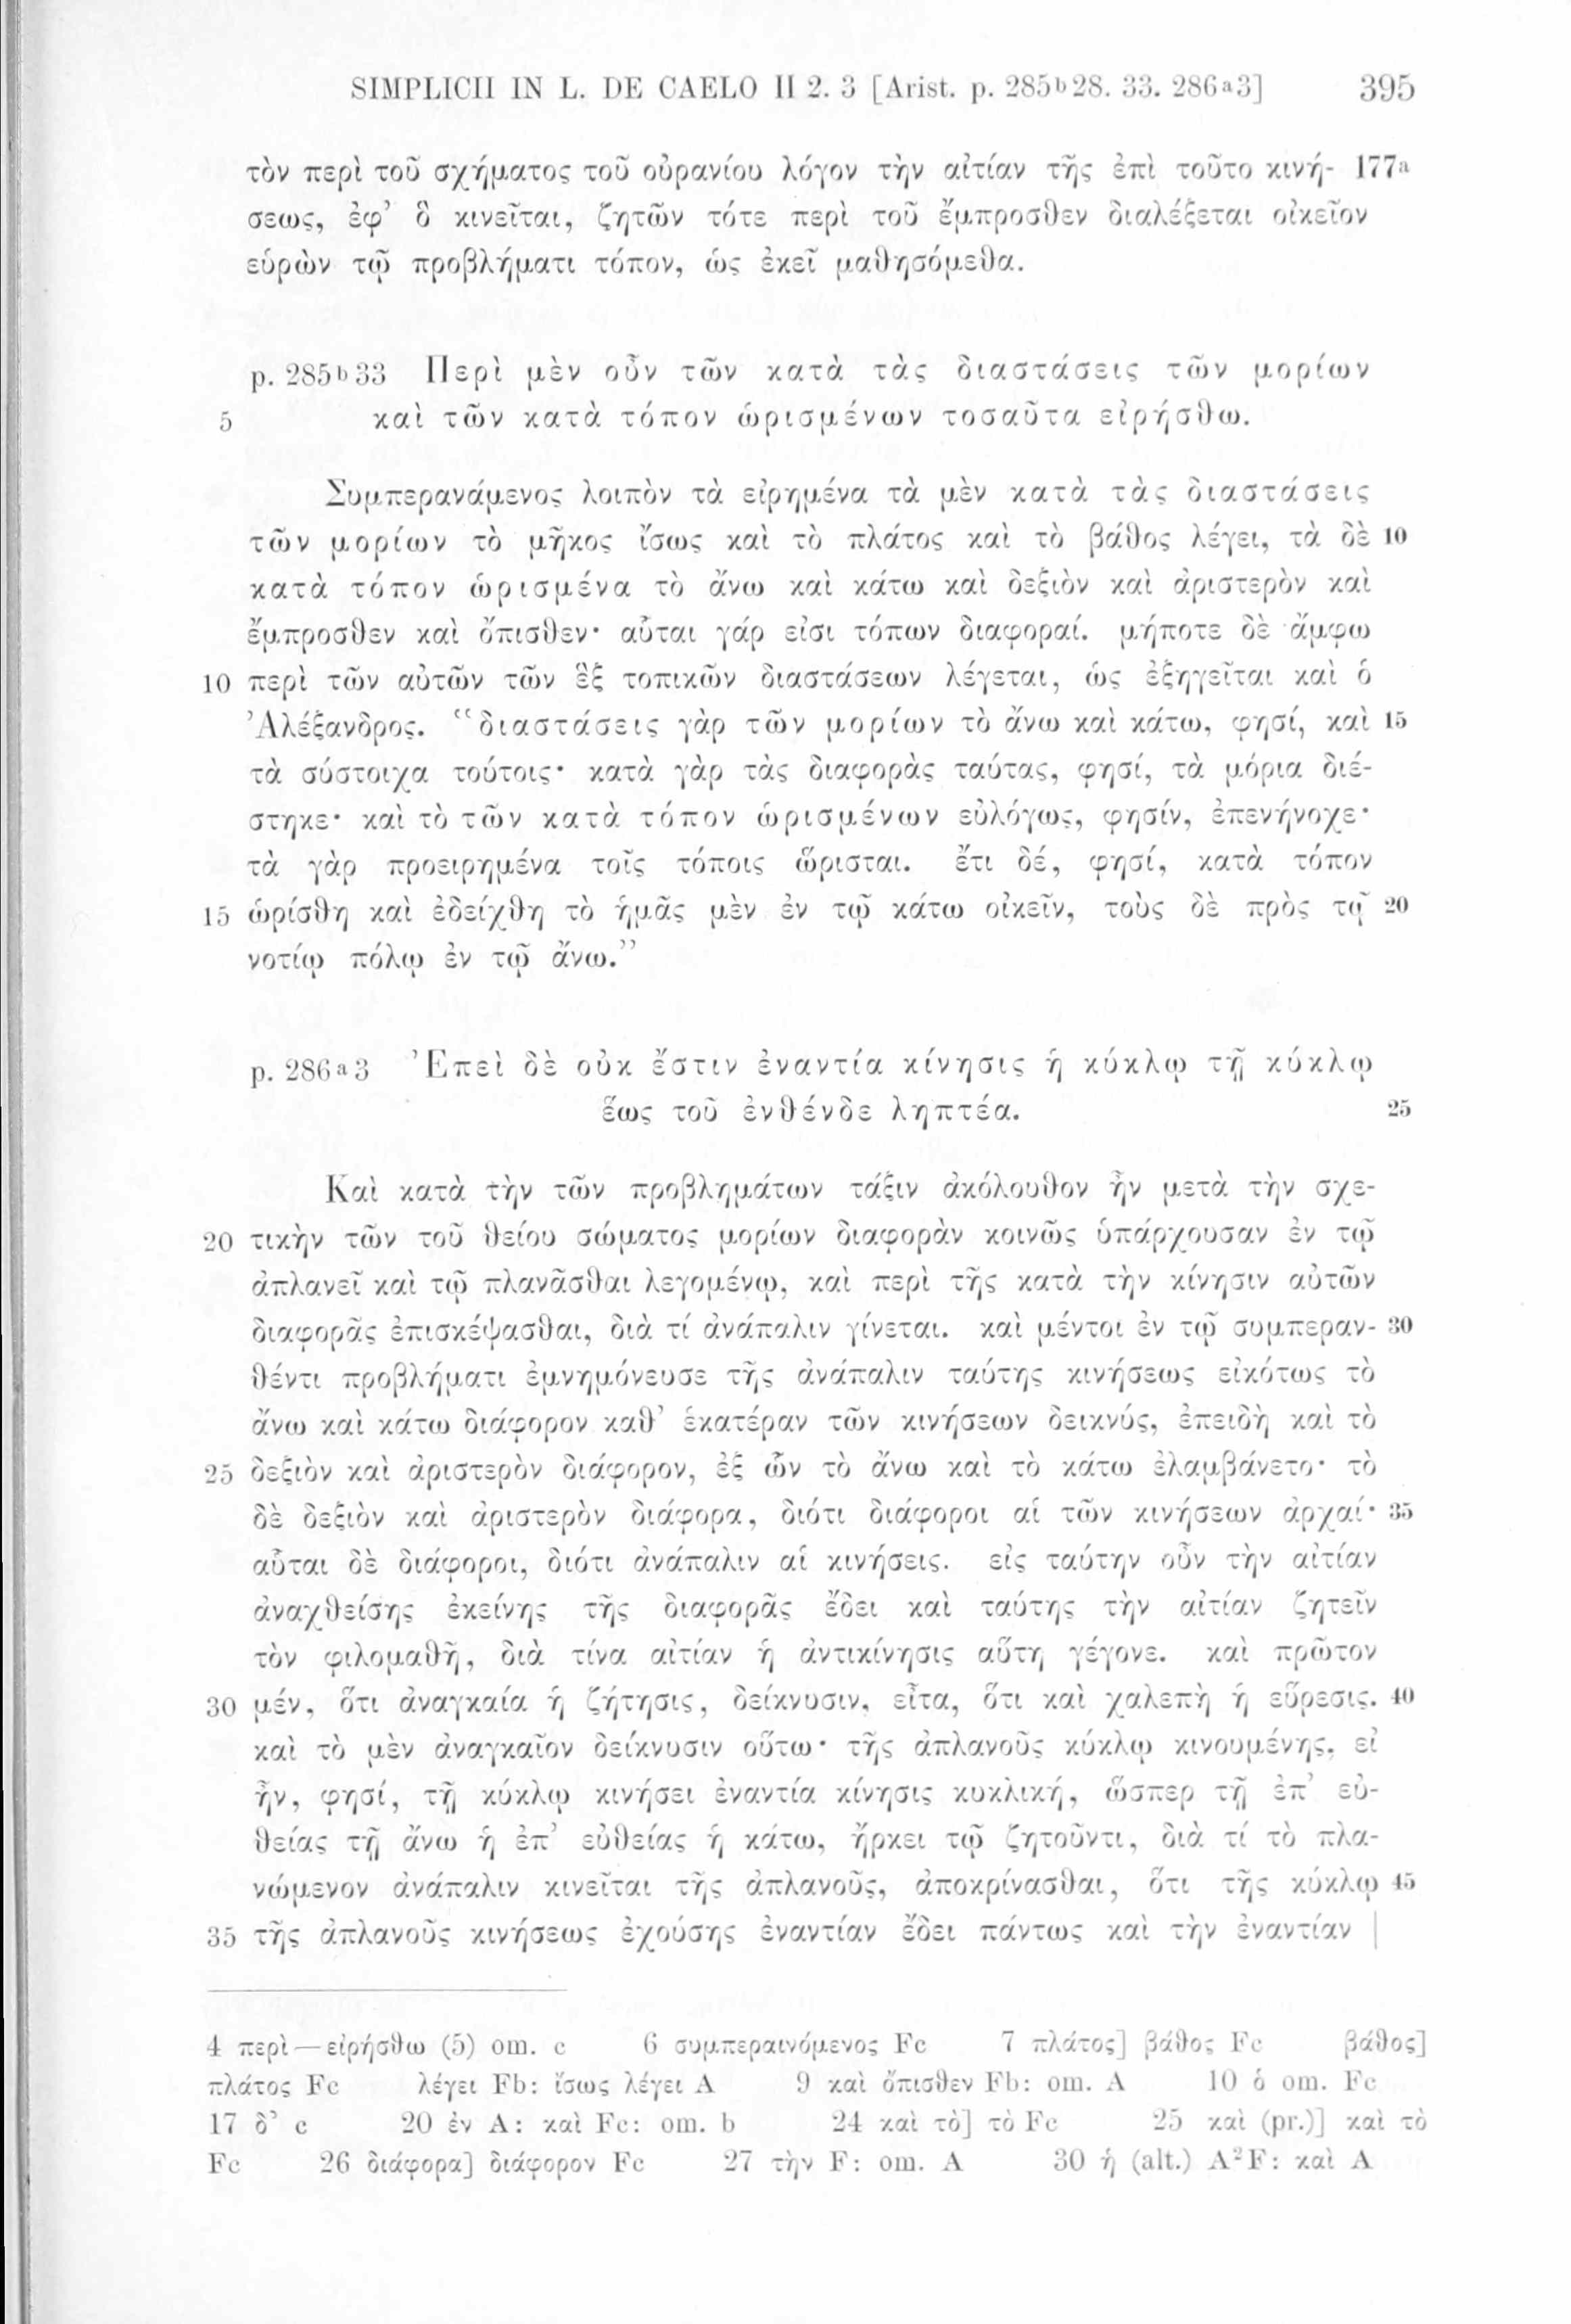 SIMPLICII IN L. DE CAELO II 2. 3 [Arist. p. 285b28. 33. 286a3] 395
τὸν περὶ τοῦ σχήματος τοῦ οὐρανίου λόγον τὴν αἰτίαν τῆς ἐπὶ τοῦτο κινή- 177a
σεως, ἐφ’ ὃ κινεῖται, ζητῶν τότε περὶ τοῦ ἔμπροσθεν διαλέξεται οἰκεῖον
εὑρὼν τῷ προβλήματι τόπον, ὡς ἐκεῖ μαθησόμεθα.
p. 285b33 Περὶ μὲν οὖν τῶν κατὰ τὰς διαστάσεις τῶν μορίων
5 καὶ τῶν κατὰ τόπον ὡρισμένων τοσαῦτα εἰρήσθω.
Συμπερανάμενος λοιπὸν τὰ εἰρημένα τὰ μὲν κατὰ τὰς διαστάσεις
τῶν μορίων τὸ μῆκος ἴσως καὶ τὸ πλάτος καὶ τὸ βάθος λέγει, τὰ δὲ 10
κατὰ τόπον ὡρισμένα τὸ ἄνω καὶ κάτω καὶ δεξιὸν καὶ ἀριστερὸν καὶ
ἔμπροσθεν καὶ ὄπισθεν· αὗται γάρ εἰσι τόπων διαφοραί. μήποτε δὲ ἄμφω
10 περὶ τῶν αὐτῶν τῶν ἓξ τοπικῶν διαστάσεων λέγεται, ὡς ἐξηγεῖται καὶ ὁ
Ἀλέξανδρος. “διαστάσεις γὰρ τῶν μορίων τὸ ἄνω καὶ κάτω, φησί, καὶ 15
τὰ σύστοιχα τούτοις· κατὰ γὰρ τὰς διαφορὰς ταύτας, φησί, τὰ μόρια διέ-
στηκε· καὶ τὸ τῶν κατὰ τόπον ὡρισμένων εὐλόγως, φησίν, ἐπενήνοχε·
τὰ γὰρ προειρημένα τοῖς τόποις ὥρισται. ἔτι δέ, φησί, κατὰ τόπον
15 ὡρίσθη καὶ ἐδείχθη τὸ ἡμᾶς μὲν ἐν τῷ κάτω οἰκεῖν, τοὺς δὲ πρὸς τῷ 20
νοτίῳ πόλῳ ἐν τῷ ἄνω.”
p. 286a3 Ἐπεὶ δὲ οὐκ ἔστιν ἐναντία κίνησις ἡ κύκλῳ τῇ κύκλῳ
ἕως τοῦ ἐνθένδε ληπτέα. 25
Καὶ κατὰ τὴν τῶν προβλημάτων τάξιν ἀκόλουθον ἦν μετὰ τὴν σχε-
20 τικὴν τῶν τοῦ θείου σώματος μορίων διαφορὰν κοινῶς ὑπάρχουσαν ἐν τῷ
ἀπλανεῖ καὶ τῷ πλανᾶσθαι λεγομένῳ, καὶ περὶ τῆς κατὰ τὴν κίνησιν αὐτῶν
διαφορᾶς ἐπισκέψασθαι, διὰ τί ἀνάπαλιν γίνεται. καὶ μέντοι ἐν τῷ συμπεραν- 30
θέντι προβλήματι ἐμνημόνευσε τῆς ἀνάπαλιν ταύτης κινήσεως εἰκότως τὸ
ἄνω καὶ κάτω διάφορον καθ’ ἑκατέραν τῶν κινήσεων δεικνύς, ἐπειδὴ καὶ τὸ
25 δεξιὸν καὶ ἀριστερὸν διάφορον, ἐξ ὧν τὸ ἄνω καὶ τὸ κάτω ἐλαμβάνετο· τὸ
δὲ δεξιὸν καὶ ἀριστερὸν διάφορα, διότι διάφοροι αἱ τῶν κινήσεων ἀρχαί· 35
αὗται δὲ διάφοροι, διότι ἀνάπαλιν αἱ κινήσεις. εἰς ταύτην οὖν τὴν αἰτίαν
ἀναχθείσης ἐκείνης τῆς διαφορᾶς ἔδει καὶ ταύτης τὴν αἰτίαν ζητεῖν
τὸν φιλομαθῆ, διὰ τίνα αἰτίαν ἡ ἀντικίνησις αὕτη γέγονε. καὶ πρῶτον
30 μέν, ὅτι ἀναγκαία ἡ ζήτησις, δείκνυσιν, εἶτα, ὅτι καὶ χαλεπὴ ἡ εὕρεσις. 40
καὶ τὸ μὲν ἀναγκαῖον δείκνυσιν οὕτω· τῆς ἀπλανοῦς κύκλῳ κινουμένης, εἰ
ἦν, φησί, τῇ κύκλῳ κινήσει ἐναντία κίνησις κυκλική, ὥσπερ τῇ ἐπ’ εὐ-
θείας τῇ ἄνω ἡ ἐπ’ εὐθείας ἡ κάτω, ἤρκει τῷ ζητοῦντι, διὰ τί τὸ πλα-
νώμενον ἀνάπαλιν κινεῖται τῆς ἀπλανοῦς, ἀποκρίνασθαι, ὅτι τῆς κύκλῳ 45
35 τῆς ἀπλανοῦς κινήσεως ἐχούσης ἐναντίαν ἔδει πάντως καὶ τὴν ἐναντίαν |
4 περὶ—εἰρήσθω (5) om. c 6 συμπεραινόμενος Fc 7 πλάτος] βάθος Fc βάθος]
πλάτος Fc λέγει Fb: ἴσως λέγει A 9 καὶ ὄπισθεν Fb: om. A 10 ὁ om. Fc
17 δ’ c 20 ἐν A: καὶ Fc: om. b 24 καὶ τὸ] τὸ Fc 25 καὶ (pr.)] καὶ τὸ
Fc 26 διάφορα] διάφορον Fc 27 τὴν F: om. A 30 ἡ (alt.) A²F: καὶ A